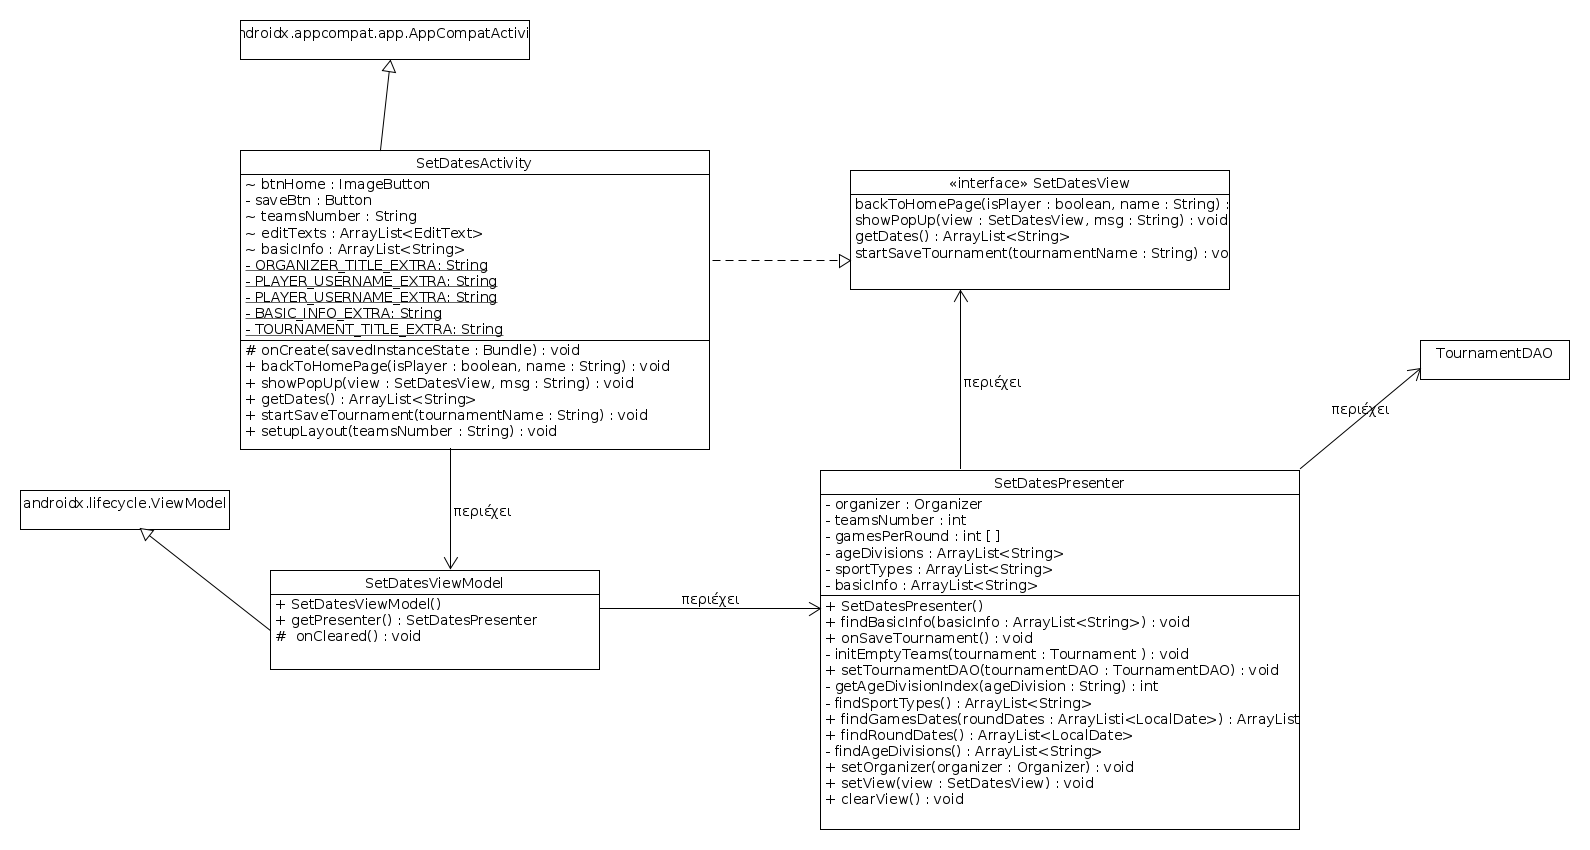 ndroidx.appcompat.app.AppCompatActivi
SetDatesActivity
~ btnHome : ImageButton
- saveBtn : Button
~ teamsNumber : String
~ editTexts : ArrayList<EditText>
~ basicInfo : ArrayList<String>
- ORGANIZER_TITLE_EXTRA: String
- PLAYER_USERNAME_EXTRA: String
- PLAYER_USERNAME_EXTRA: String
- BASIC_INFO_EXTRA: String
- TOURNAMENT_TITLE_EXTRA: String
# onCreate(savedInstanceState : Bundle) : void
+ backToHomePage(isPlayer : boolean, name : String) : void
+ showPopUp(view : SetDatesView, msg : String) : void
+ getDates() : ArrayList<String>
+ startSaveTournament(tournamentName : String) : void
+ setupLayout(teamsNumber : String) : void
«interface» SetDatesView
backToHomePage(isPlayer : boolean, name : String) :
showPopUp(view : SetDatesView, msg : String) : void
getDates() : ArrayList<String>
startSaveTournament(tournamentName : String) : vo
περιέχει
TournamentDAO
περιέχει
androidx.lifecycle.ViewModel
περιέχει
SetDatesViewModel
+ SetDatesViewModel()
+ getPresenter() : SetDatesPresenter
# onCleared() : void
περιέχει
SetDatesPresenter
- organizer : Organizer
- teamsNumber : int
- gamesPerRound : int [ ]
- ageDivisions : ArrayList<String>
- sportTypes : ArrayList<String>
- basicInfo : ArrayList<String>
+ SetDatesPresenter()
+ findBasicInfo(basicInfo : ArrayList<String>) : void
+ onSaveTournament() : void
- initEmptyTeams(tournament : Tournament ) : void
+ setTournamentDAO(tournamentDAO : TournamentDAO) : void
- getAgeDivisionIndex(ageDivision : String) : int
- findSportTypes() : ArrayList<String>
+ findGamesDates(roundDates : ArrayListi<LocalDate>) : ArrayList
+ findRoundDates() : ArrayList<LocalDate>
- findAgeDivisions() : ArrayList<String>
+ setOrganizer(organizer : Organizer) : void
+ setView(view : SetDatesView) : void
+ clearView() : void